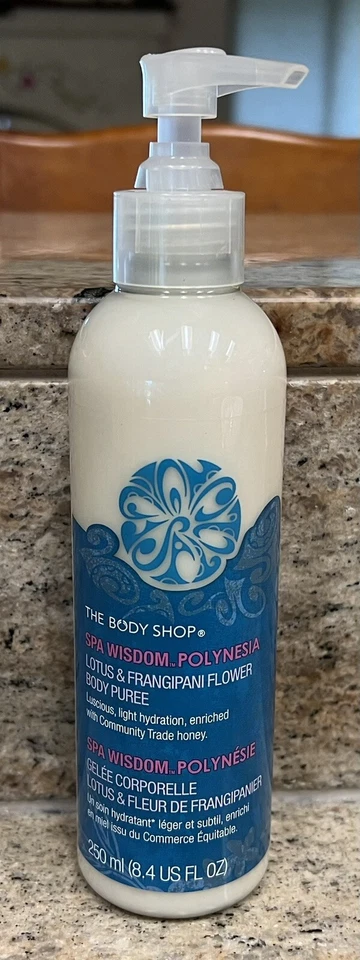 THE BODY SHOP®
SPA WISDOM™ POLYNESIA
LOTUS & FRANGIPANI FLOWER
BODY PUREE
Luscious, light hydration, enriched
with Community Trade honey.
SPA WISDOM™ POLYNÉSIE
GELÉE CORPORELLE
LOTUS & FLEUR DE FRANGIPANIER
Un soin hydratant* léger et subtil, enrichi
en miel issu du Commerce Équitable.
250 ml (8.4 US FL OZ)